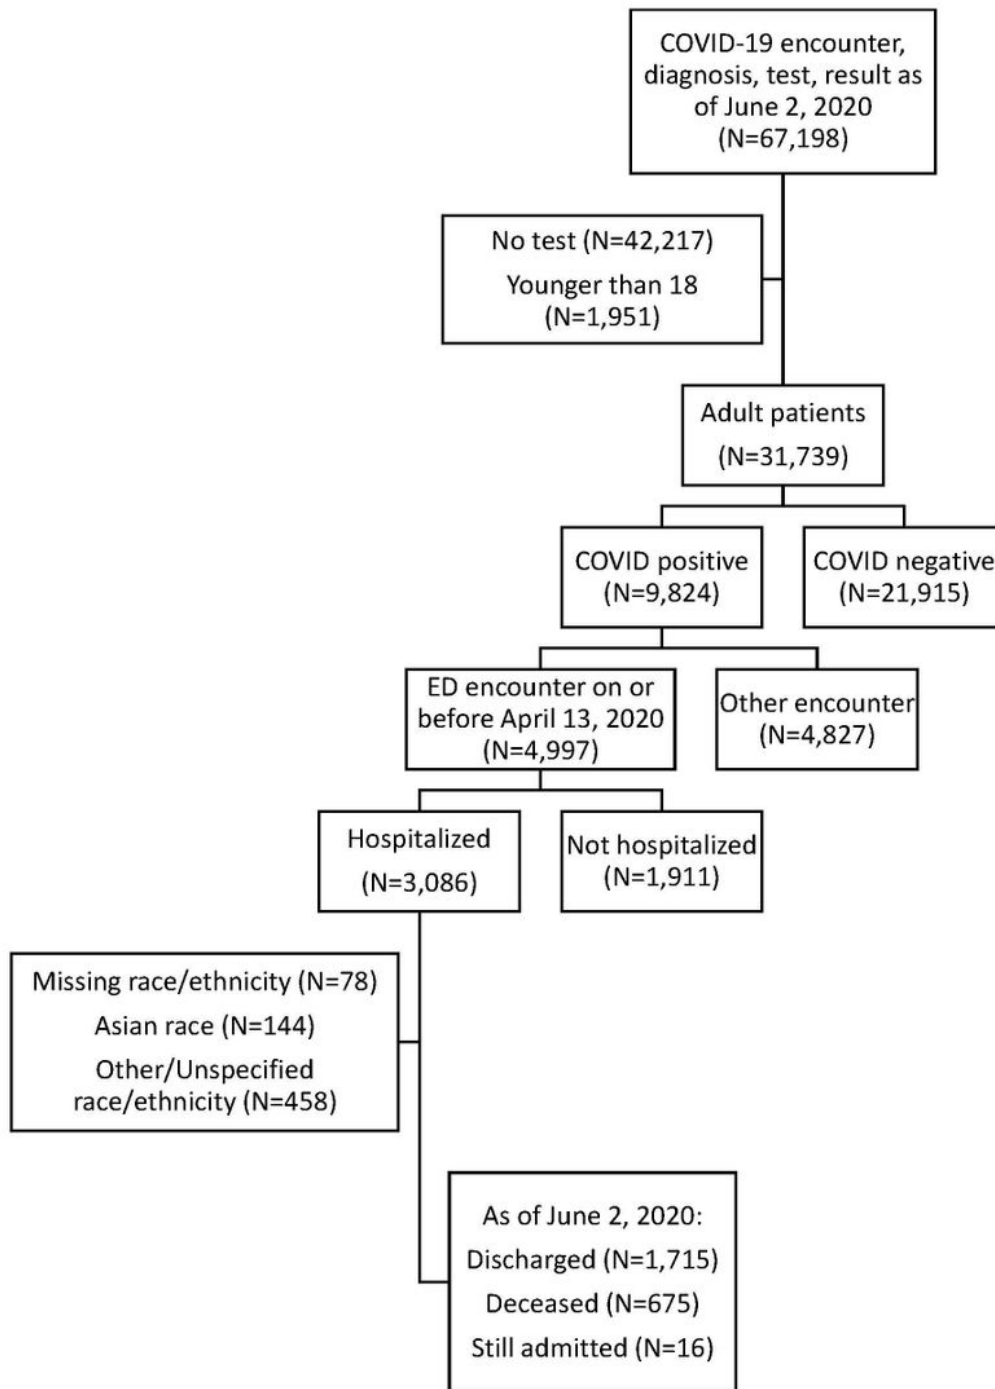 COVID-19 encounter,
diagnosis, test, result as
of June 2, 2020
(N=67,198)
No test (N=42,217)
Younger than 18
(N=1,951)
Adult patients
(N=31,739)
COVID positive
(N=9,824)
COVID negative
(N=21,915)
ED encounter on or
before April 13, 2020
(N=4,997)
Other encounter
(N=4,827)
Hospitalized
(N=3,086)
Not hospitalized
(N=1,911)
Missing race/ethnicity (N=78)
Asian race (N=144)
Other/Unspecified
race/ethnicity (N=458)
As of June 2, 2020:
Discharged (N=1,715)
Deceased (N=675)
Still admitted (N=16)